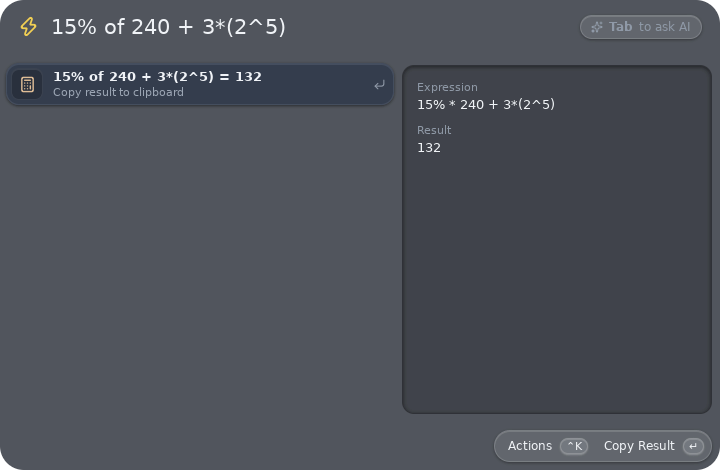 15% of 240 + 3*(2^5)
Tab to ask AI
15% of 240 + 3*(2^5) = 132
Copy result to clipboard
Expression
15% * 240 + 3*(2^5)
Result
132
Actions ^K Copy Result ↵